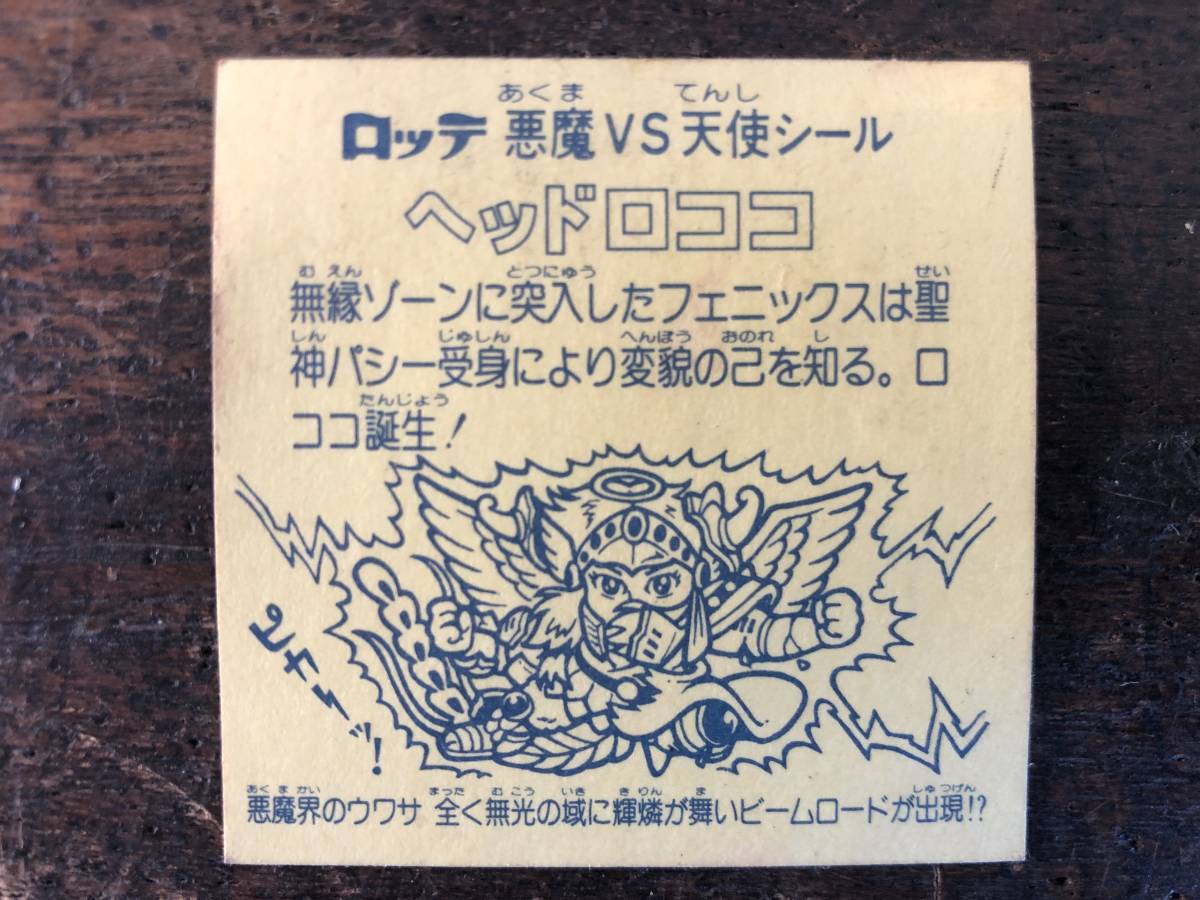 あくま てんし
ロッテ 悪魔VS天使シール
ヘッドロココ
む えん とつにゅう せい
無縁ゾーンに突入したフェニックスは聖
しん じゅしん へんぼう おのれ し
神パシー受身により変貌の己を知る。ロ
たんじょう
ココ誕生!
ピカーッ!
あくまかい まった むこう いき きりん ま しゅつげん
悪魔界のウワサ 全く無光の域に輝燐が舞いビームロードが出現!?